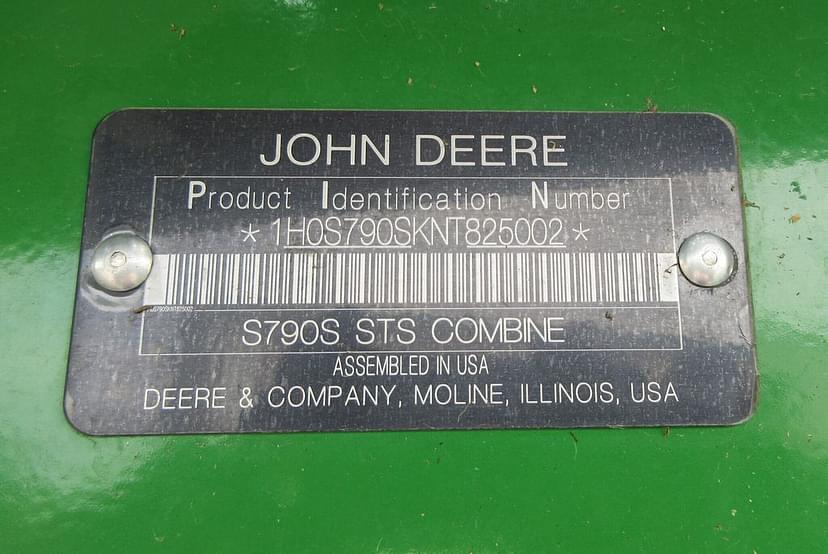 JOHN DEERE
Product Identification Number
* 1H0S790SKNT825002 *
S790S STS COMBINE
ASSEMBLED IN USA
DEERE & COMPANY, MOLINE, ILLINOIS, USA